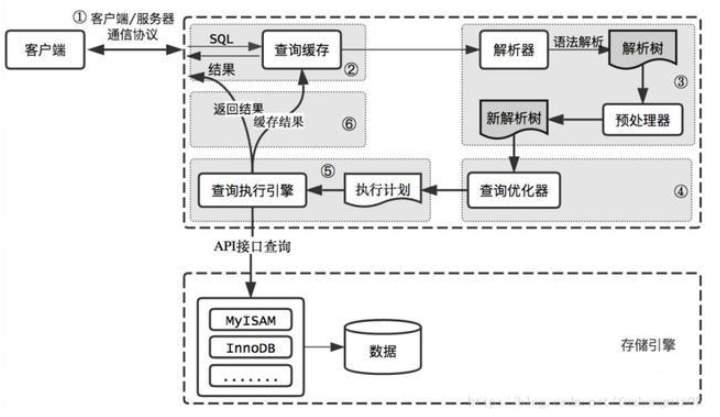 ① 客户端/服务器
通信协议
客户端
SQL
结果
查询缓存
②
解析器
语法解析
解析树
③
新解析树
预处理器
返回结果
缓存结果
⑥
查询执行引擎
⑤
执行计划
查询优化器
④
API接口查询
MyISAM
InnoDB
.......
数据
存储引擎